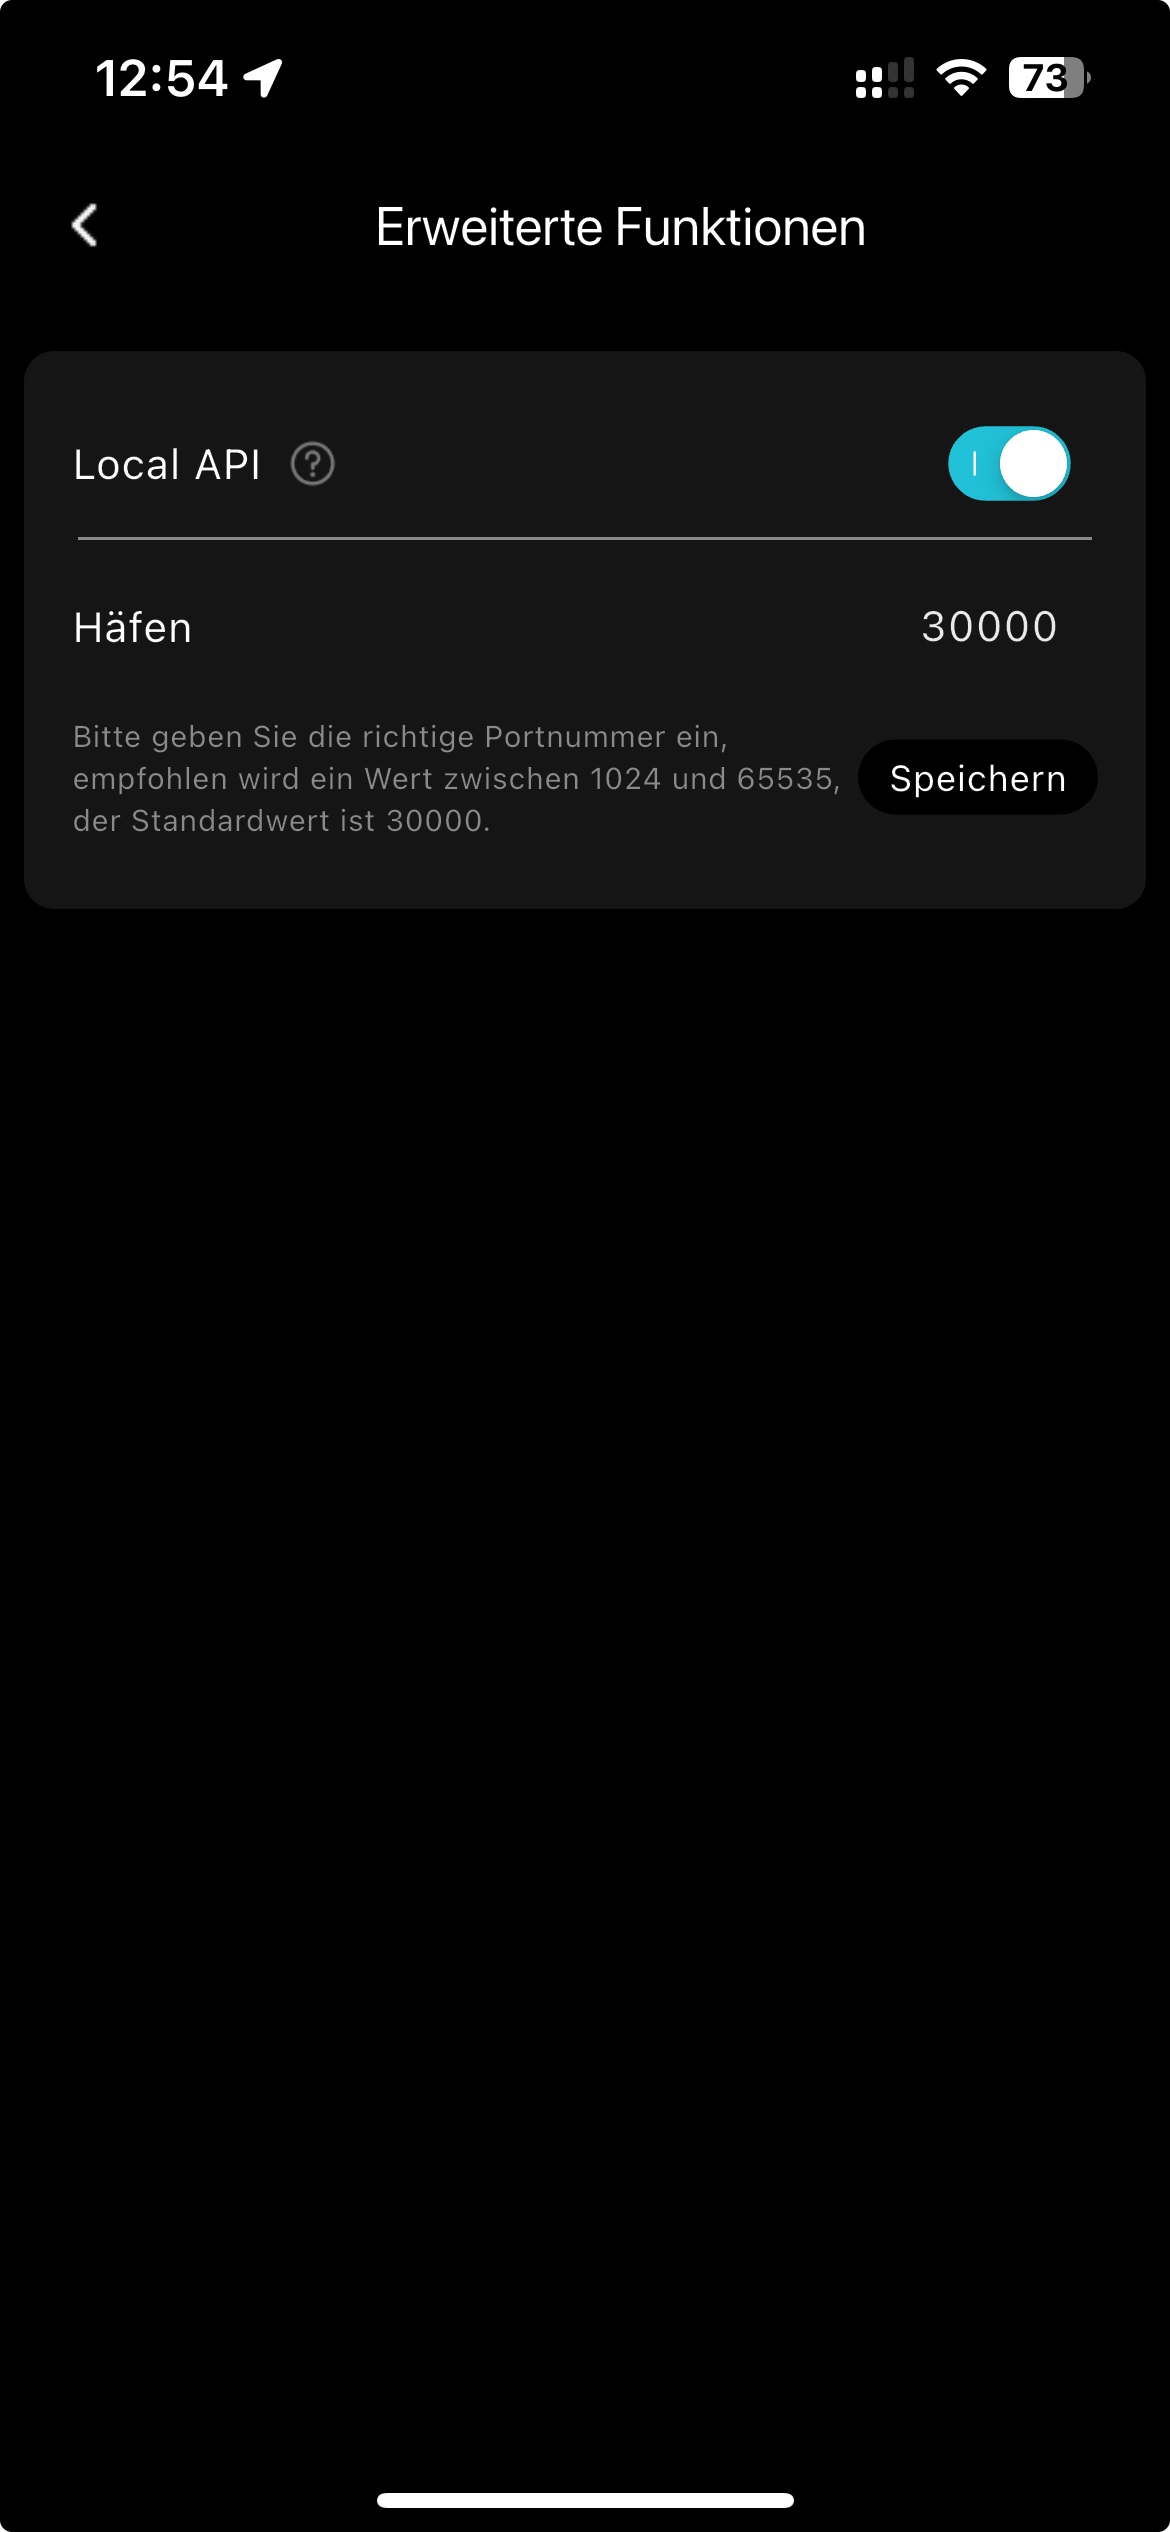 12:54
73
Erweiterte Funktionen
Local API ?
Häfen 30000
Bitte geben Sie die richtige Portnummer ein,
empfohlen wird ein Wert zwischen 1024 und 65535,
der Standardwert ist 30000.
Speichern